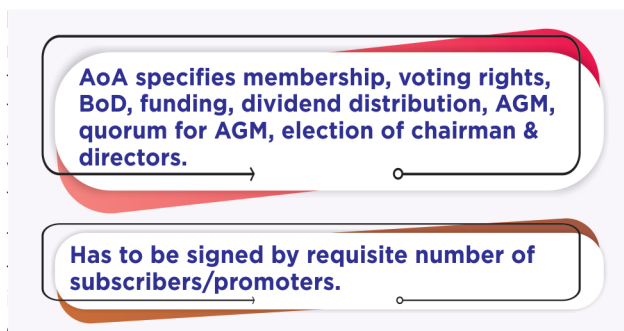 AoA specifies membership, voting rights,
BoD, funding, dividend distribution, AGM,
quorum for AGM, election of chairman &
directors.
Has to be signed by requisite number of
subscribers/promoters.